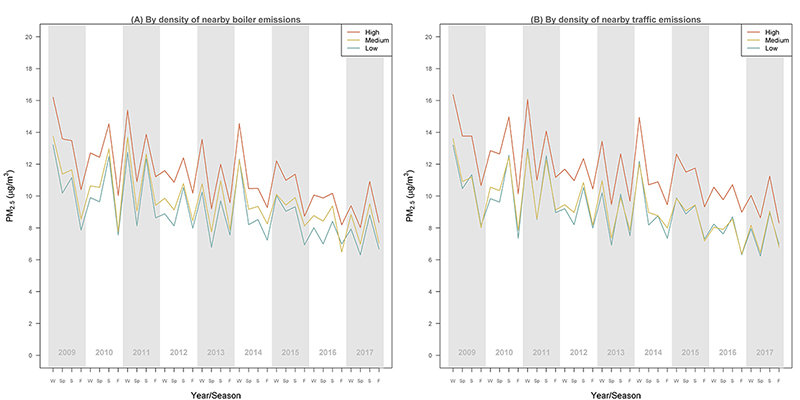 (A) By density of nearby boiler emissions
High
Medium
Low
20
18
16
14
12
10
8
6
4
2
0
PM2.5 (µg/m³)
2009 2010 2011 2012 2013 2014 2015 2016 2017
W Sp S F W Sp S F W Sp S F W Sp S F W Sp S F W Sp S F W Sp S F W Sp S F W Sp S F
Year/Season
(B) By density of nearby traffic emissions
High
Medium
Low
20
18
16
14
12
10
8
6
4
2
0
PM2.5 (µg/m³)
2009 2010 2011 2012 2013 2014 2015 2016 2017
W Sp S F W Sp S F W Sp S F W Sp S F W Sp S F W Sp S F W Sp S F W Sp S F W Sp S F
Year/Season